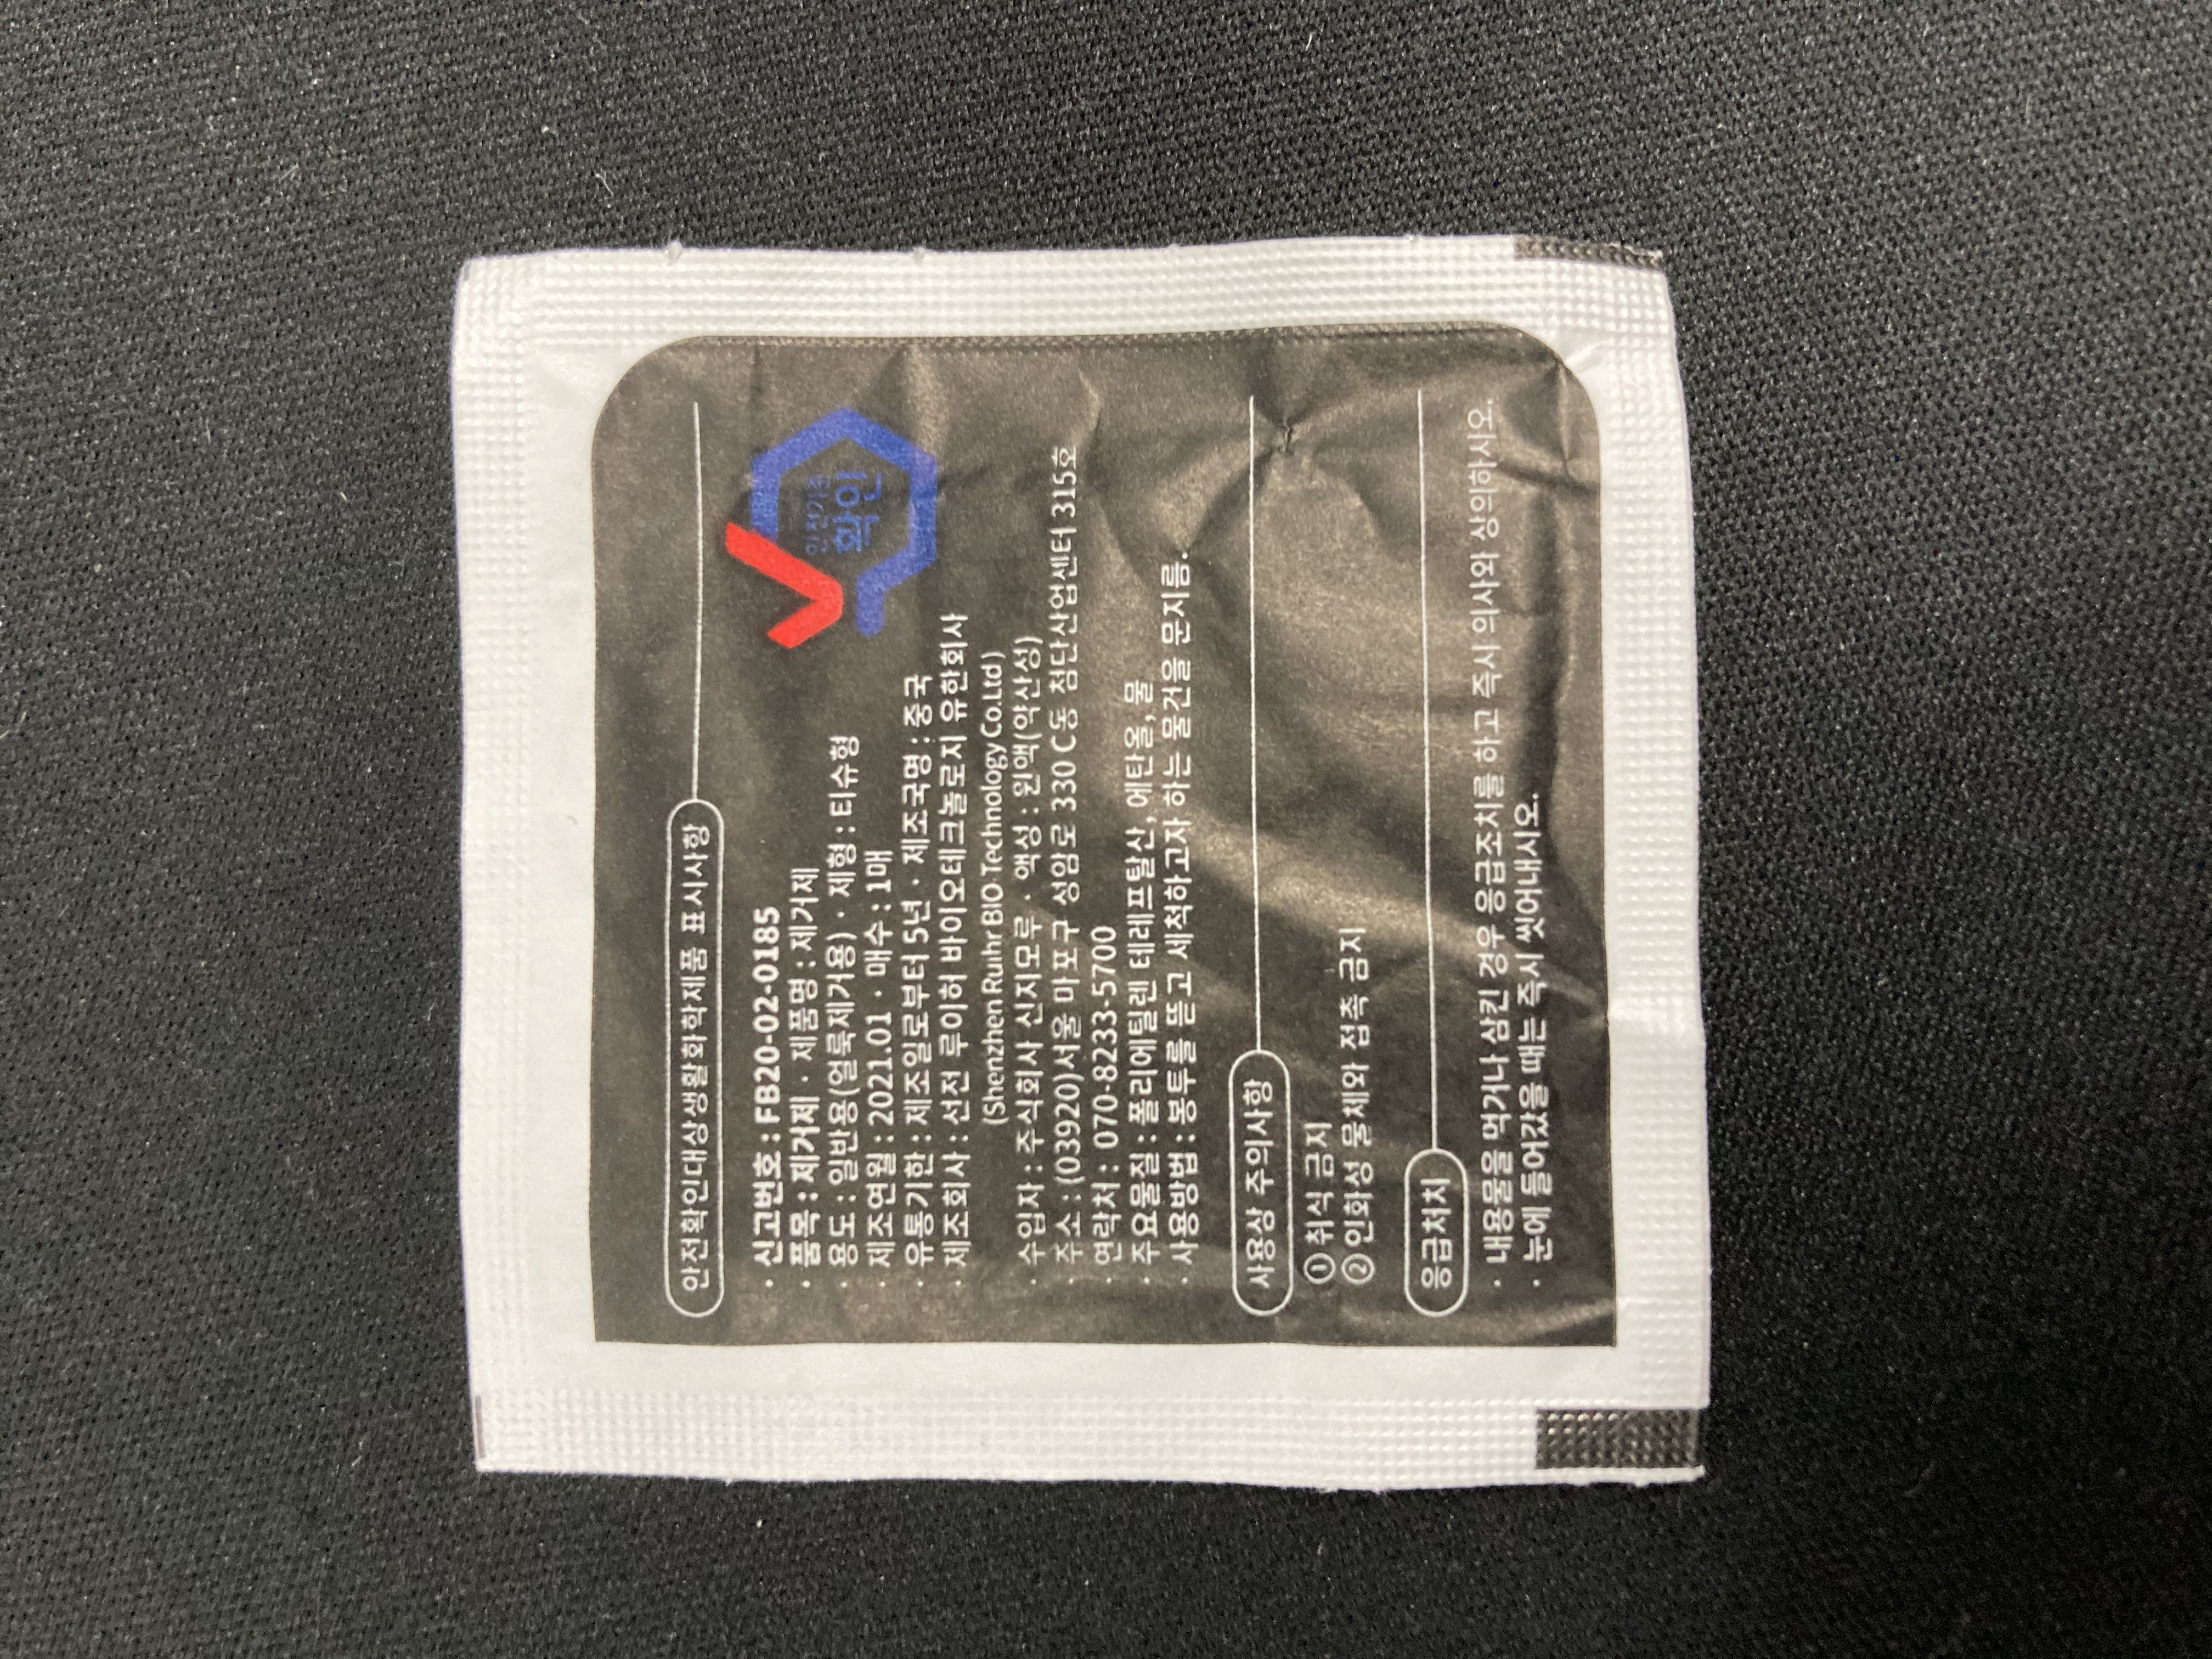 안전확인대상생활화학제품 표시사항
안전기준
확인
· 신고번호 : FB20-02-0185
· 품목 : 제거제 · 제품명 : 제거제
· 용도 : 일반용(얼룩제거용) · 제형 : 티슈형
· 제조연월 : 2021.01 · 매수 : 1매
· 유통기한 : 제조일로부터 5년 · 제조국명 : 중국
· 제조회사 : 선전 루이허 바이오테크놀로지 유한회사
(Shenzhen Ruihr BIO Technology Co.Ltd)
· 수입자 : 주식회사 신지모루 · 액성 : 원액(약산성)
· 주소 : (03920)서울 마포구 성암로 330 C동 첨단산업센터 315호
· 연락처 : 070-8233-5700
· 주요물질 : 폴리에틸렌 테레프탈산, 에탄올, 물
· 사용방법 : 봉투를 뜯고 세척하고자 하는 물건을 문지름.
사용상 주의사항
① 취식 금지
② 인화성 물체와 접촉 금지
응급처치
· 내용물을 먹거나 삼킨 경우 응급조치를 하고 즉시 의사와 상의하시오.
· 눈에 들어갔을 때는 즉시 씻어내시오.